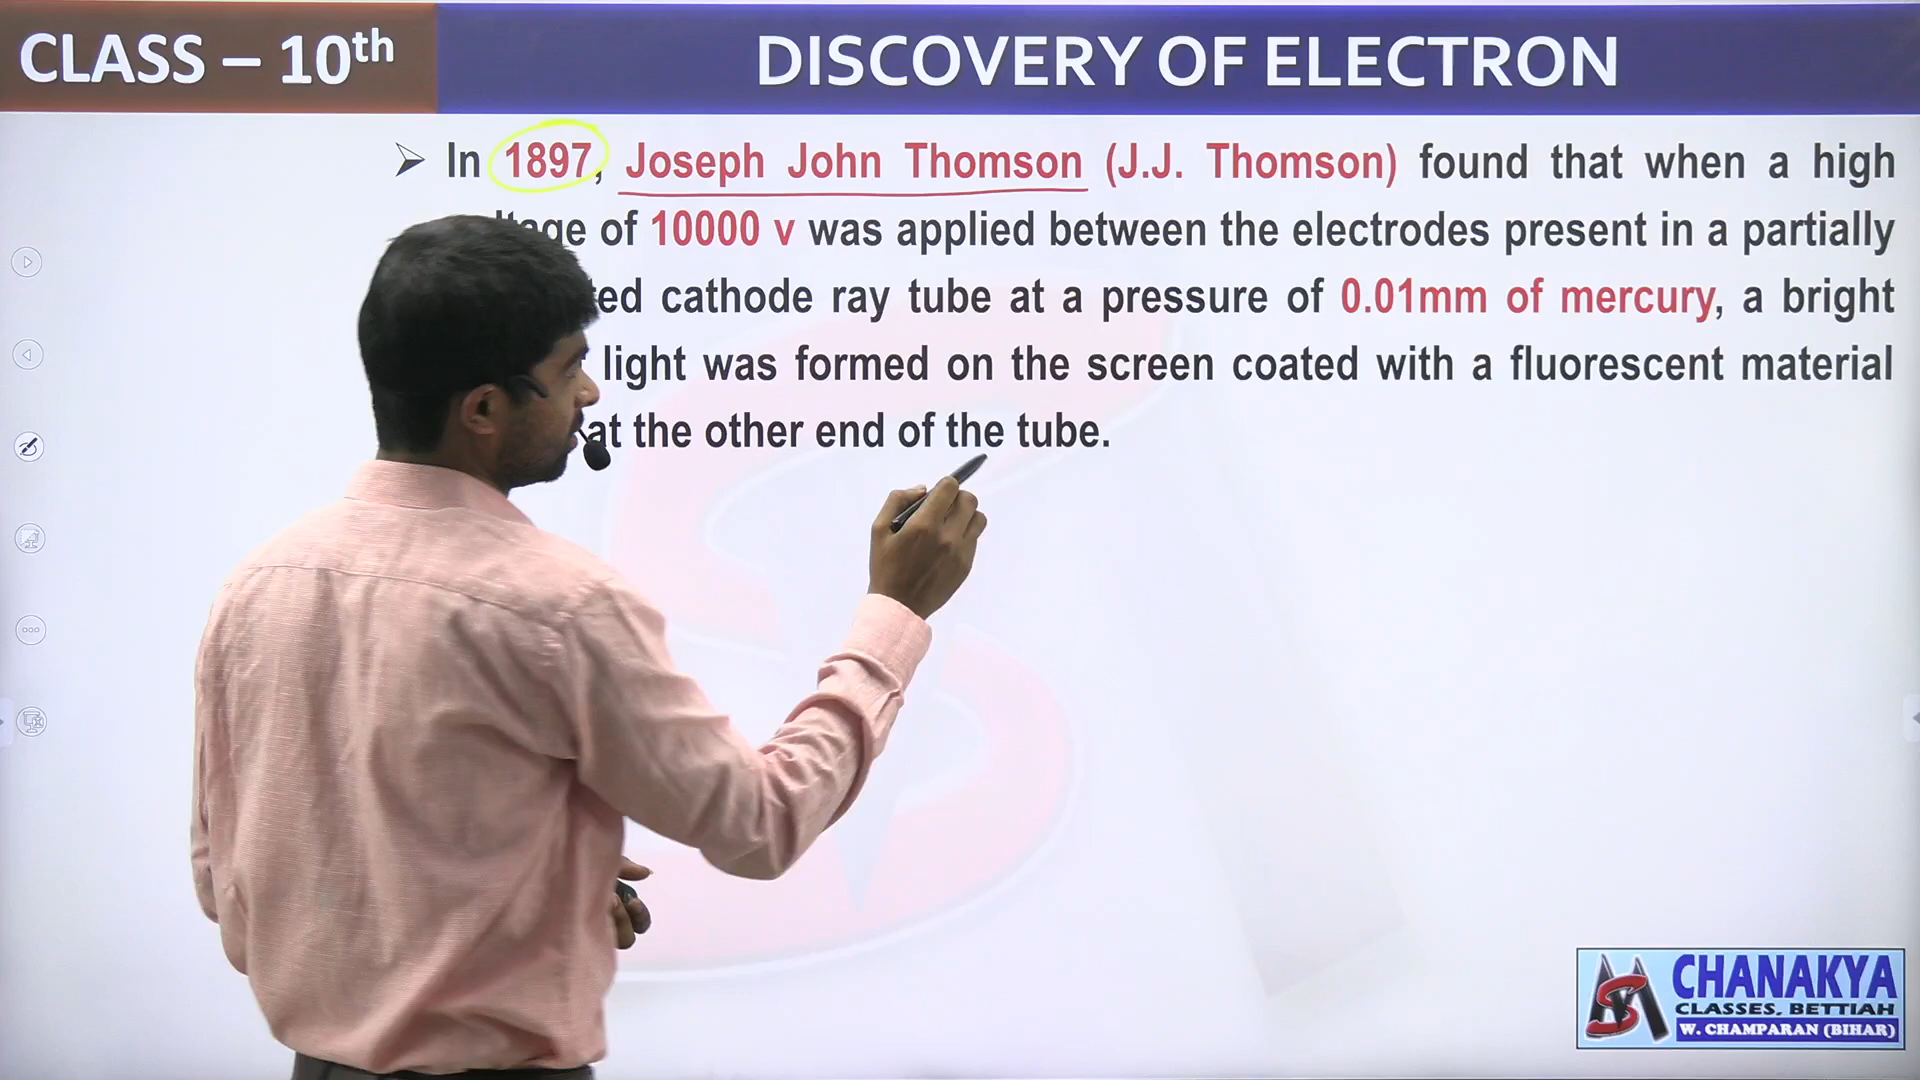 CLASS – 10th
DISCOVERY OF ELECTRON
➢ In 1897, Joseph John Thomson (J.J. Thomson) found that when a high
of 10000 v was applied between the electrodes present in a partially
cathode ray tube at a pressure of 0.01mm of mercury, a bright
light was formed on the screen coated with a fluorescent material
at the other end of the tube.
CHANAKYA
CLASSES, BETTIAH
W. CHAMPARAN (BIHAR)